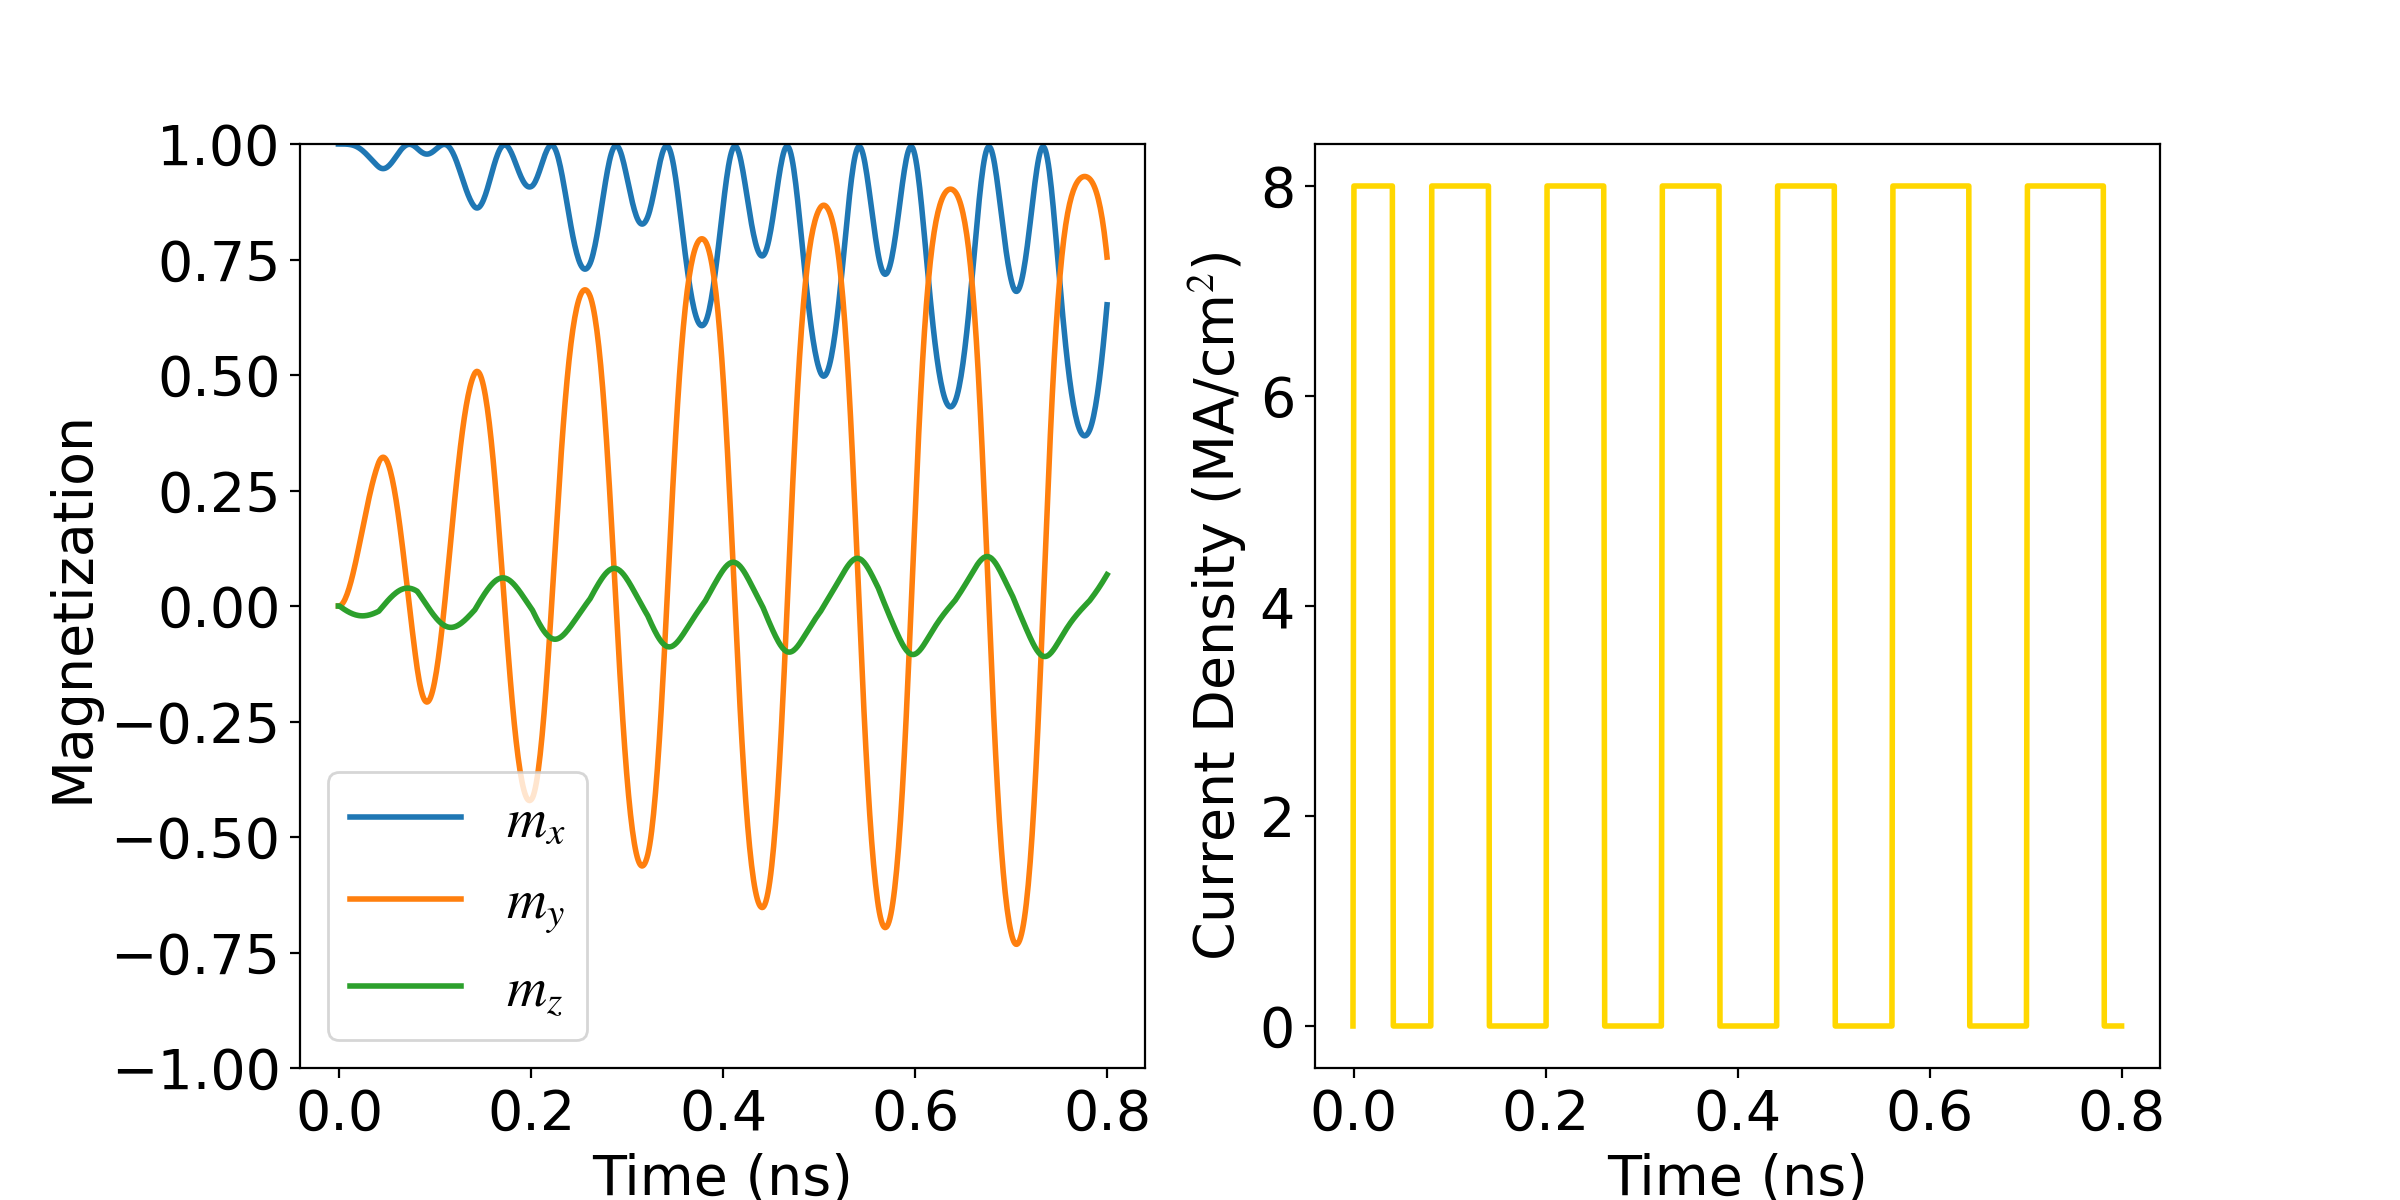 1.00
0.75
0.50
0.25
0.00
−0.25
−0.50
−0.75
−1.00
Magnetization
m_x
m_y
m_z
0.0 0.2 0.4 0.6 0.8
Time (ns)
8
6
4
2
0
Current Density (MA/cm²)
0.0 0.2 0.4 0.6 0.8
Time (ns)